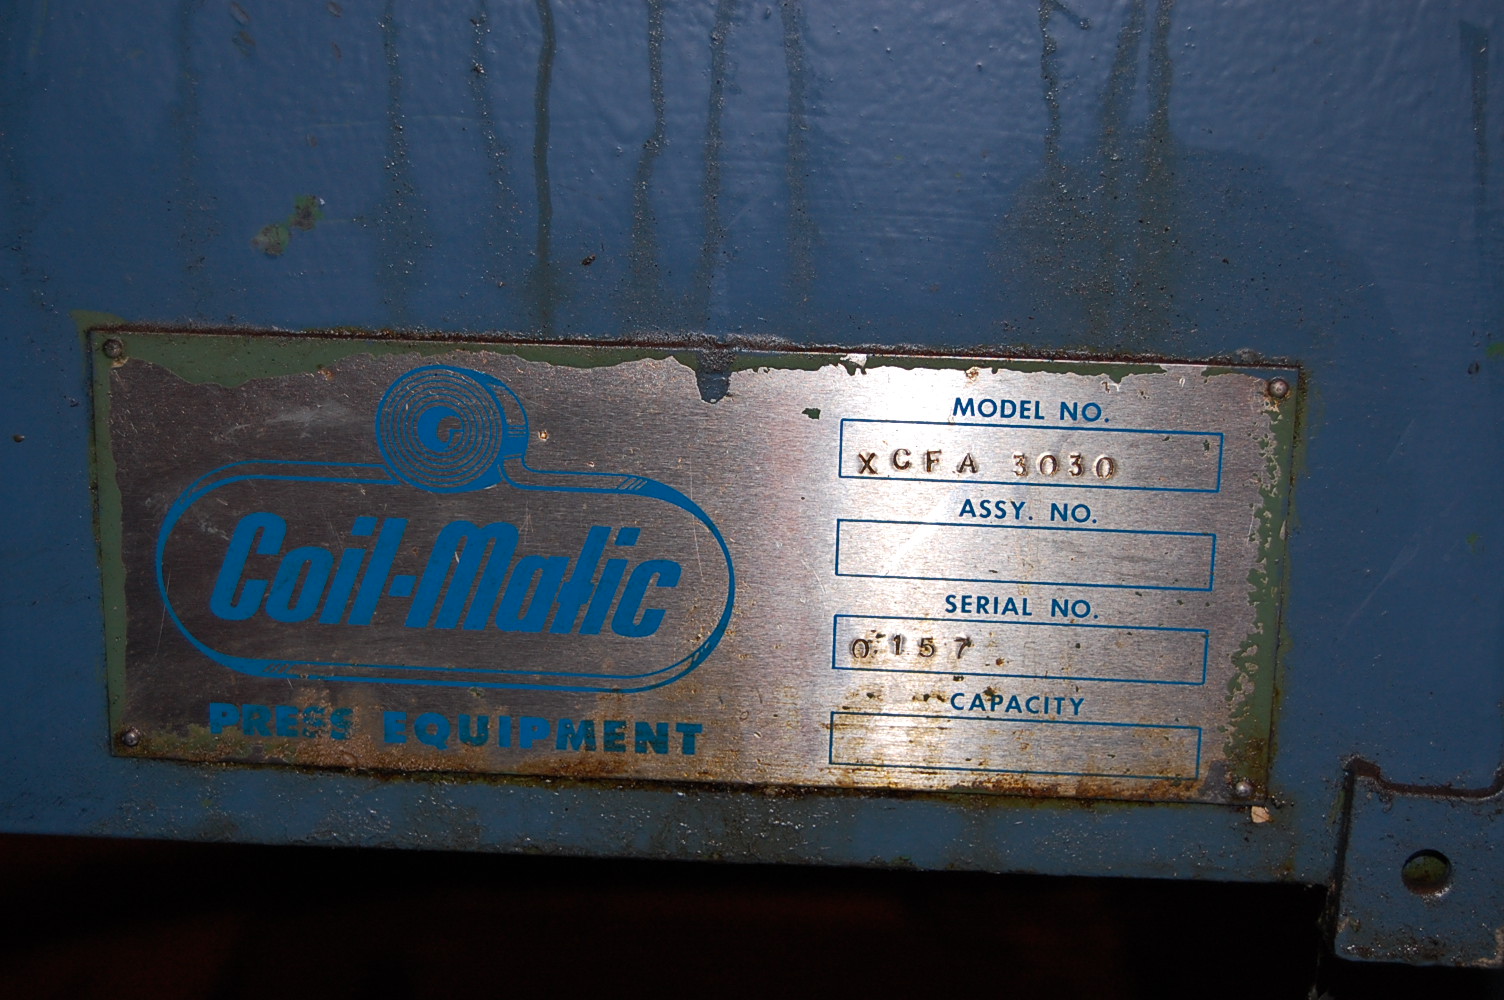 Coil-Matic
PRESS EQUIPMENT
MODEL NO.
XCFA 3030
ASSY. NO.
SERIAL NO.
0157
CAPACITY